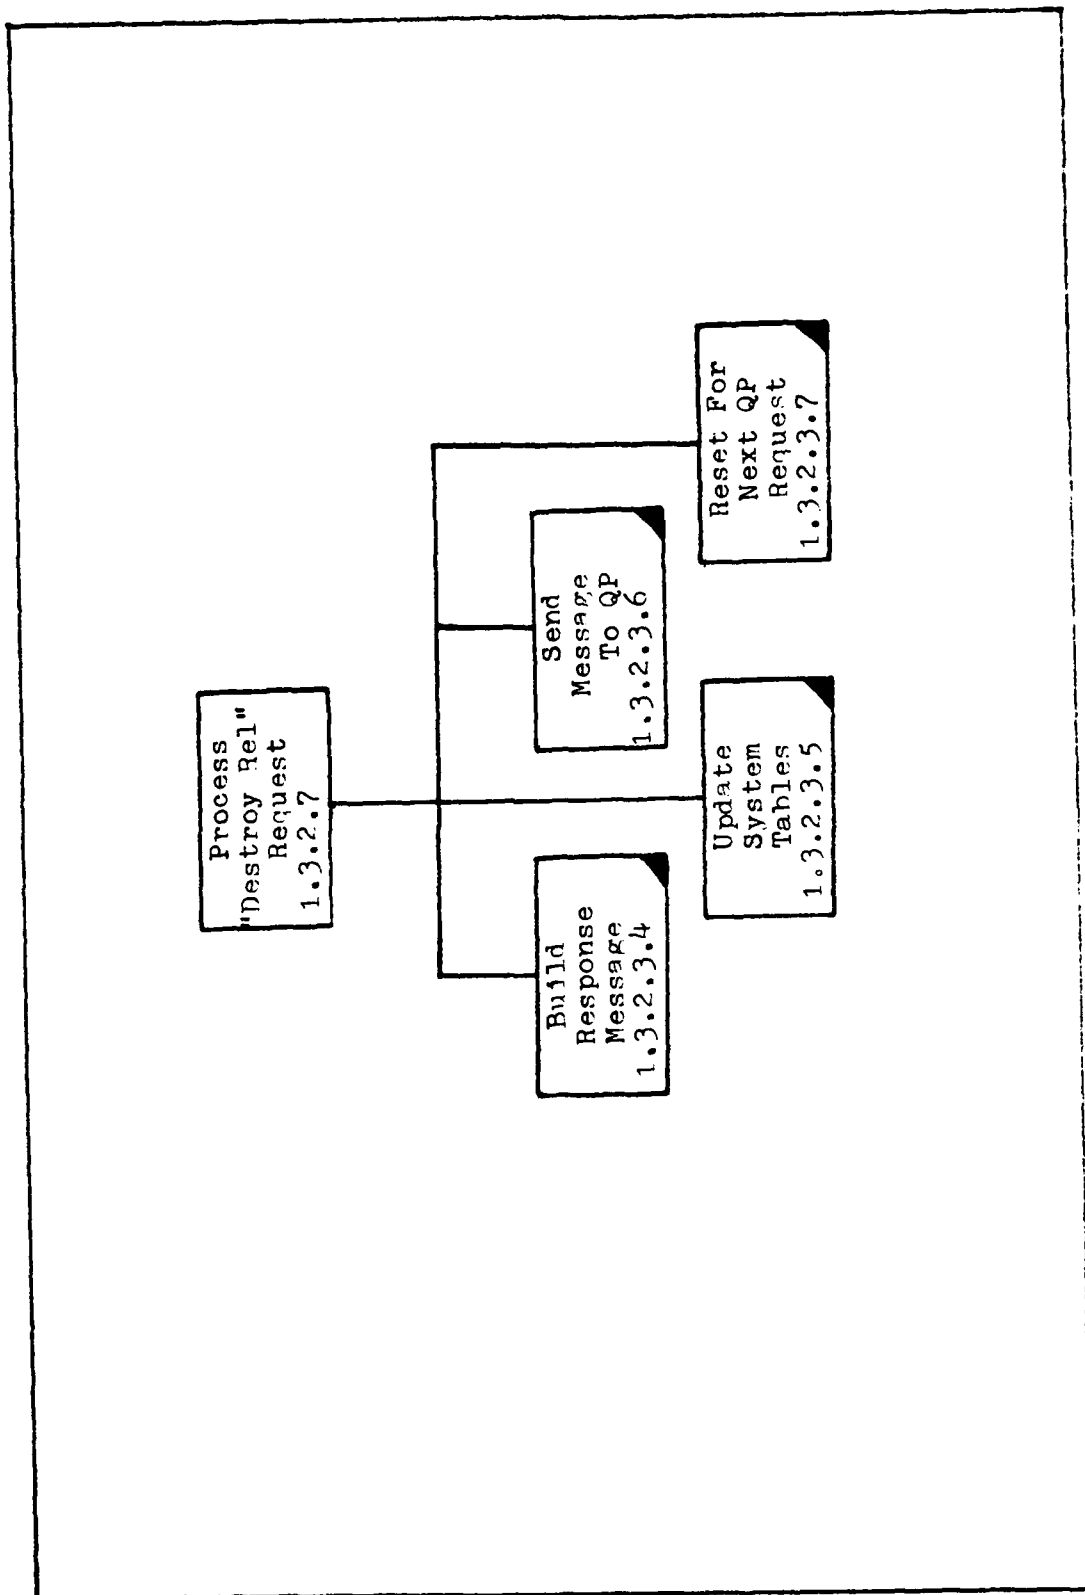 Process
"Destroy Rel"
Request
1.3.2.7
Build
Response
Message
1.3.2.3.4
Update
System
Tables
1.3.2.3.5
Send
Message
To QP
1.3.2.3.6
Reset For
Next QP
Request
1.3.2.3.7